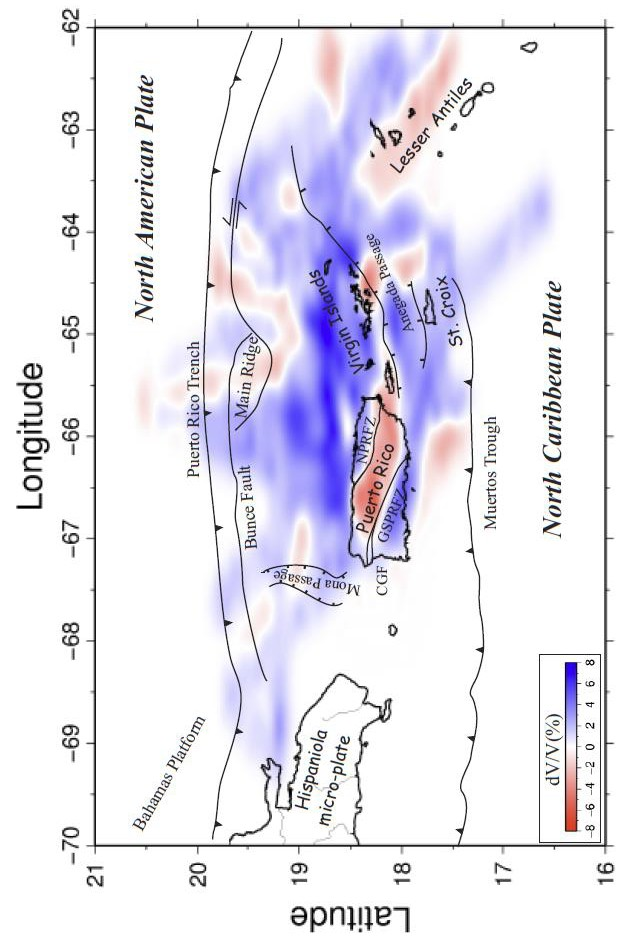 Longitude
−70
−69
−68
−67
−66
−65
−64
−63
−62
Latitude
21
20
19
18
17
16
North American Plate
Bahamas Platform
Puerto Rico Trench
Bunce Fault
Main Ridge
Mona Passage
Hispaniola
micro-plate
CGF
NPRFZ
Puerto Rico
GSPRFZ
Virgin Islands
Anegada Passage
St. Croix
Lesser Antiles
Muertos Trough
North Caribbean Plate
dV/V(%)
−8 −6 −4 −2 0 2 4 6 8